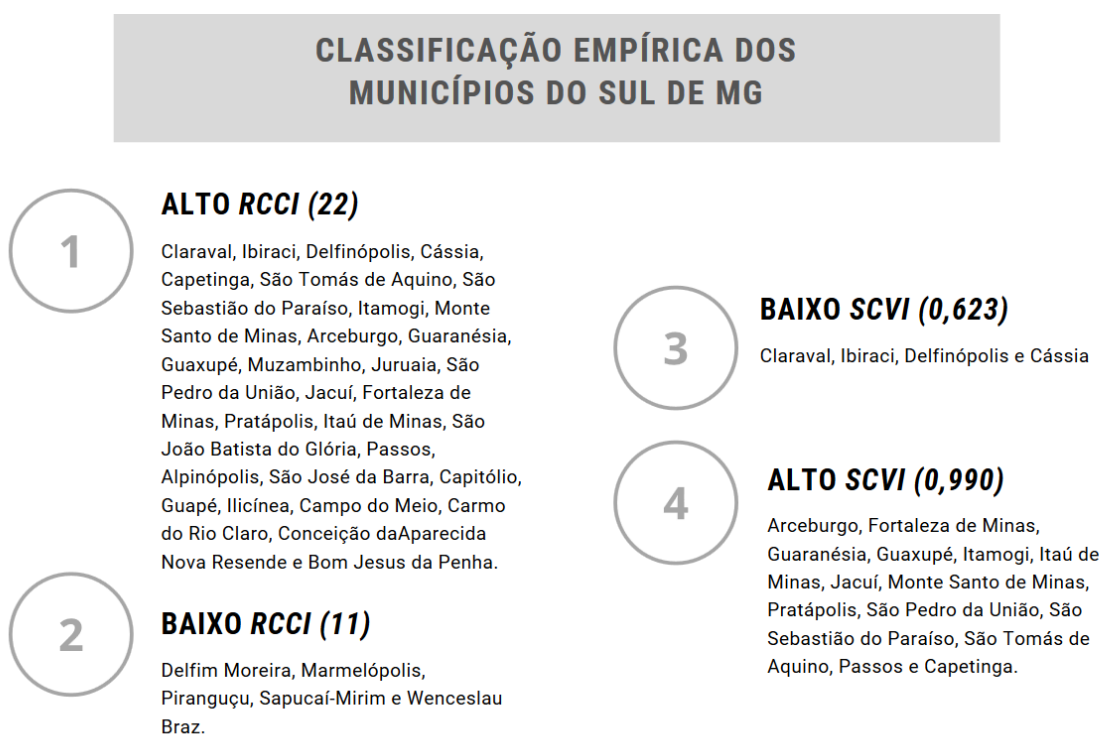 CLASSIFICAÇÃO EMPÍRICA DOS
MUNICÍPIOS DO SUL DE MG
1
ALTO RCCI (22)
Claraval, Ibiraci, Delfinópolis, Cássia,
Capetinga, São Tomás de Aquino, São
Sebastião do Paraíso, Itamogi, Monte
Santo de Minas, Arceburgo, Guaranésia,
Guaxupé, Muzambinho, Juruaia, São
Pedro da União, Jacuí, Fortaleza de
Minas, Pratápolis, Itaú de Minas, São
João Batista do Glória, Passos,
Alpinópolis, São José da Barra, Capitólio,
Guapé, Ilicínea, Campo do Meio, Carmo
do Rio Claro, Conceição daAparecida
Nova Resende e Bom Jesus da Penha.
2
BAIXO RCCI (11)
Delfim Moreira, Marmelópolis,
Piranguçu, Sapucaí-Mirim e Wenceslau
Braz.
3
BAIXO SCVI (0,623)
Claraval, Ibiraci, Delfinópolis e Cássia
4
ALTO SCVI (0,990)
Arceburgo, Fortaleza de Minas,
Guaranésia, Guaxupé, Itamogi, Itaú de
Minas, Jacuí, Monte Santo de Minas,
Pratápolis, São Pedro da União, São
Sebastião do Paraíso, São Tomás de
Aquino, Passos e Capetinga.